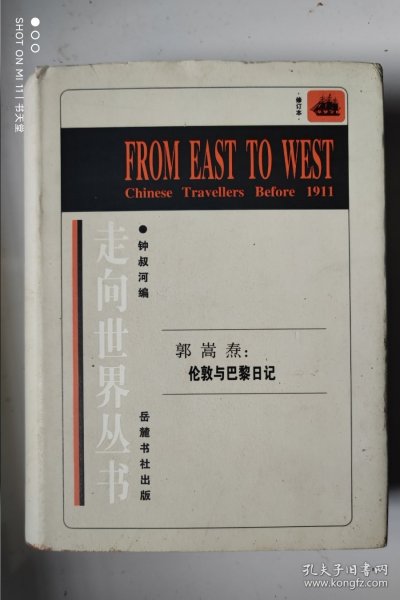 SHOT ON MI 11 | 书天堂
·修订本·
FROM EAST TO WEST
Chinese Travellers Before 1911
走向世界丛书
●钟叔河编
郭嵩焘：
伦敦与巴黎日记
岳麓书社出版
孔夫子旧书网
www.kongfz.com